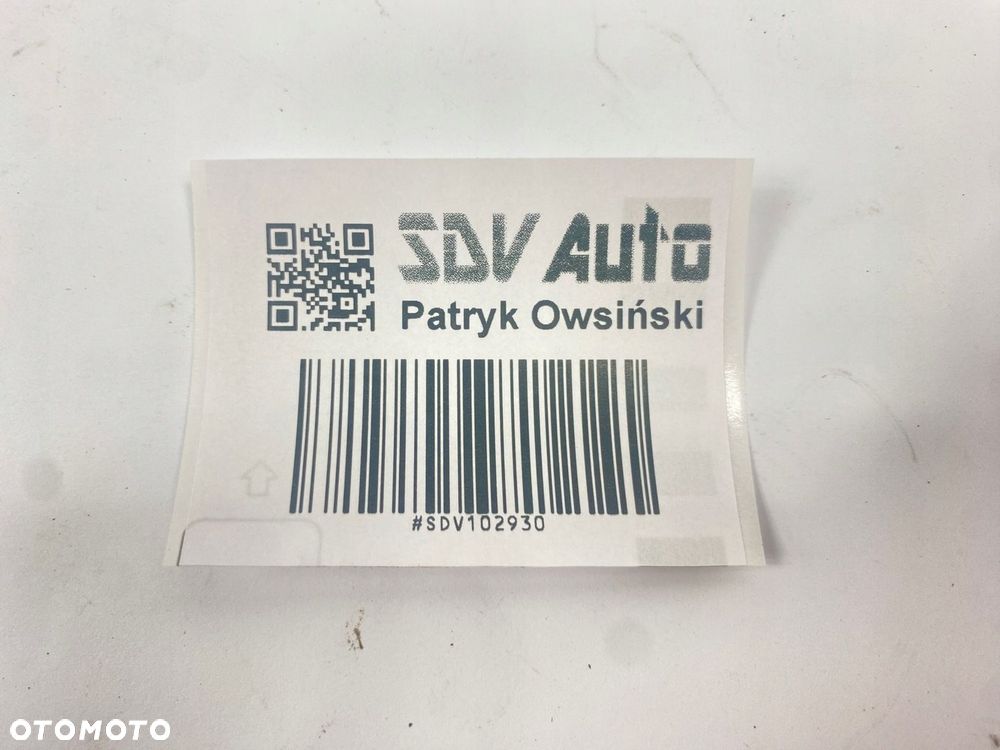 SDV Auto
Patryk Owsiński
#SDV102930
OTOMOTO